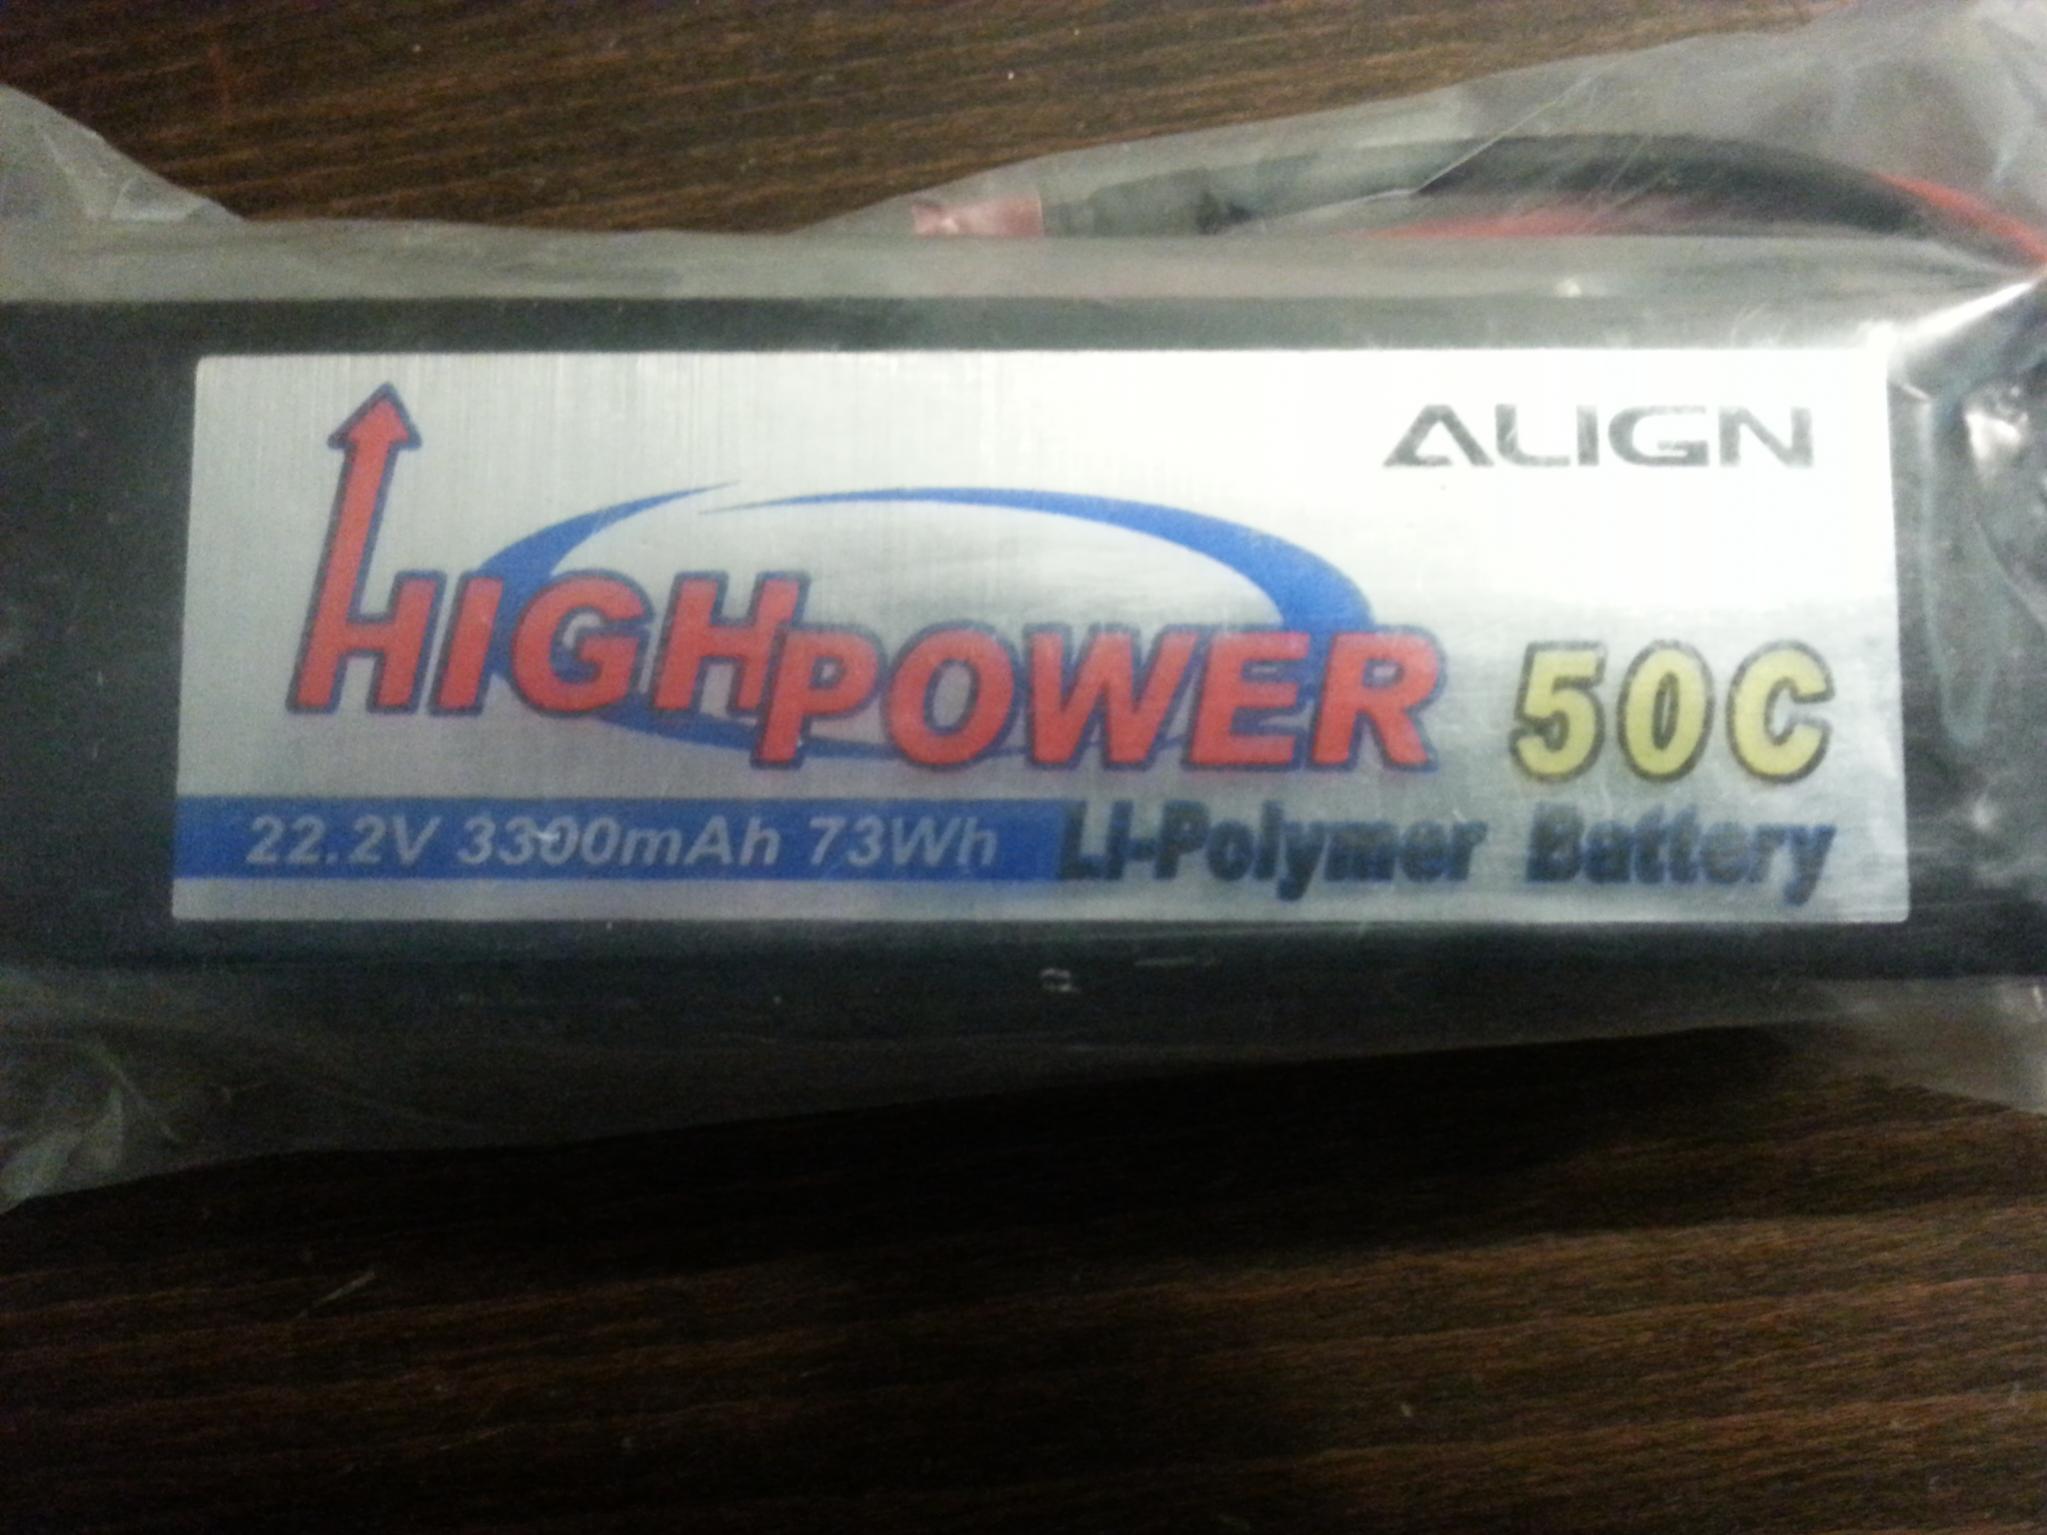 ALIGN
HIGHPOWER 50C
22.2V 3300mAh 73Wh Li-Polymer Battery